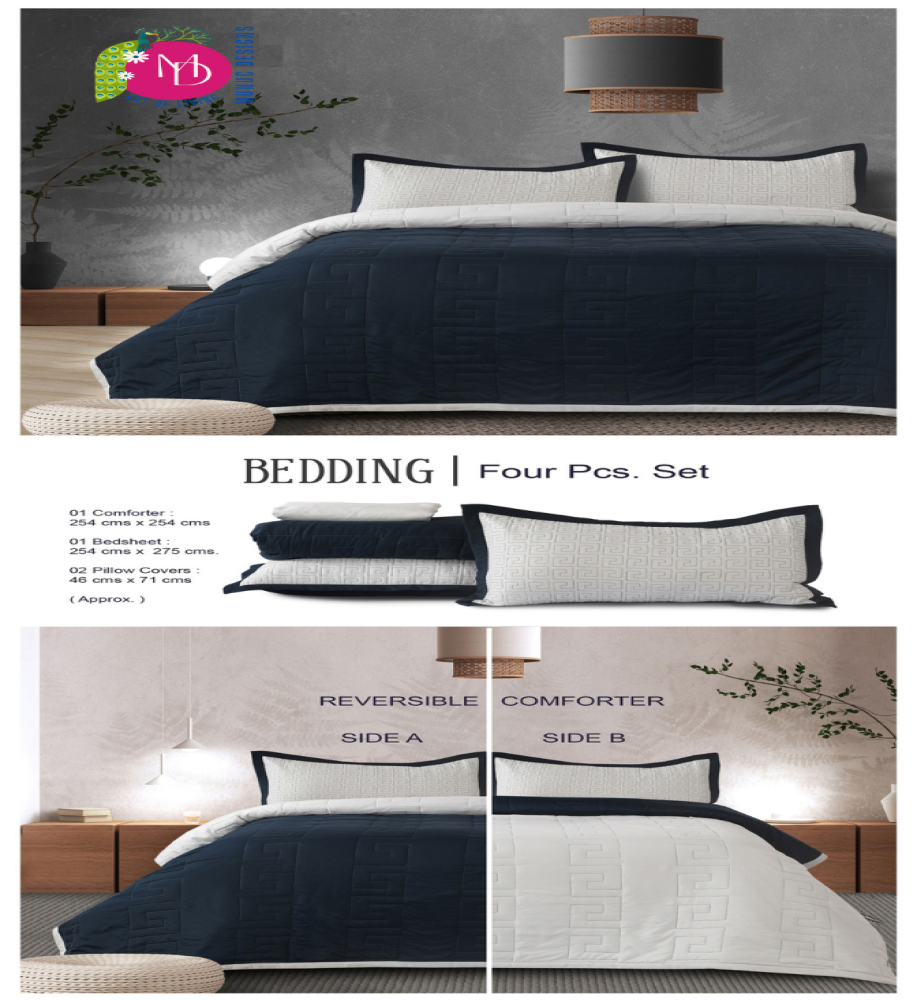 MD
BEDDING | Four Pcs. Set
01 Comforter :
254 cms x 254 cms
01 Bedsheet :
254 cms x  275 cms.
02 Pillow Covers :
46 cms x 71 cms
( Approx. )
REVERSIBLE COMFORTER
SIDE A SIDE B